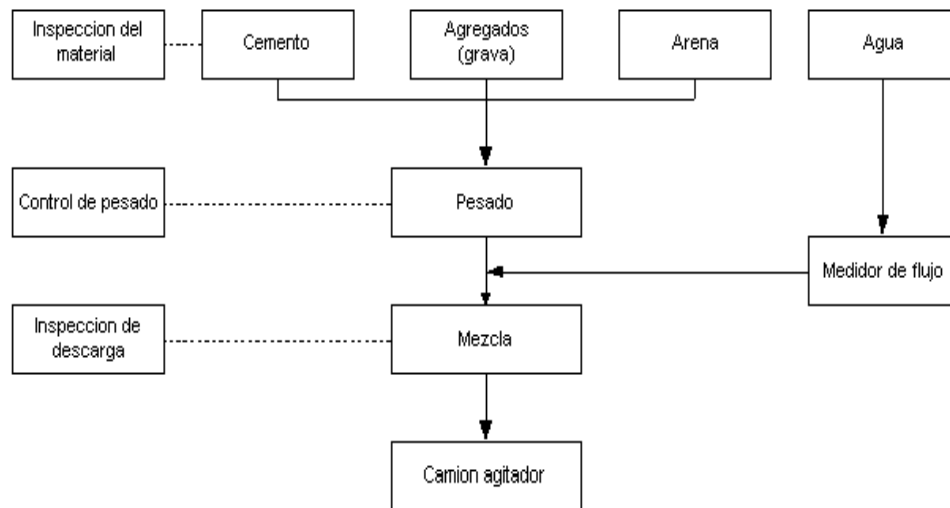 Inspeccion del
material
Cemento
Agregados
(grava)
Arena
Agua
Control de pesado
Pesado
Medidor de flujo
Inspeccion de
descarga
Mezcla
Camion agitador